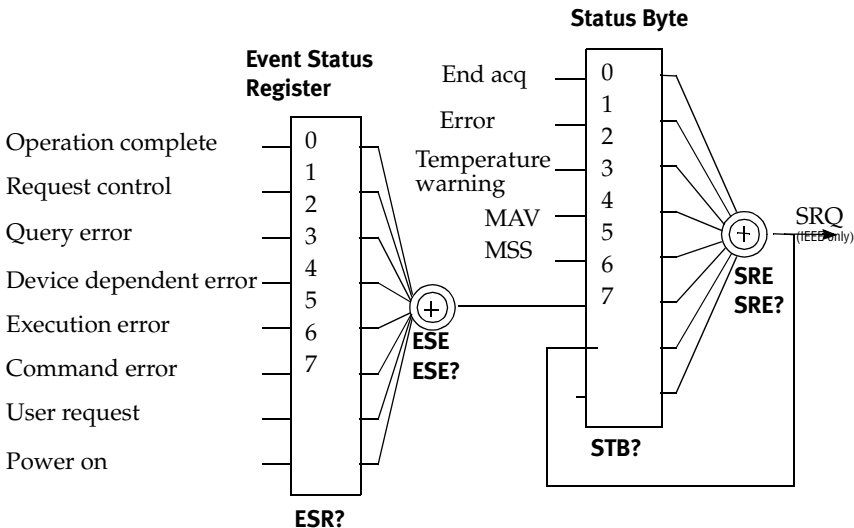 Status Byte
Event Status
Register
Operation complete
Request control
Query error
Device dependent error
Execution error
Command error
User request
Power on
0
1
2
3
4
5
6
7
ESR?
ESE
ESE?
End acq
Error
Temperature
warning
MAV
MSS
0
1
2
3
4
5
6
7
STB?
SRE
SRE?
SRQ
(IEEE only)